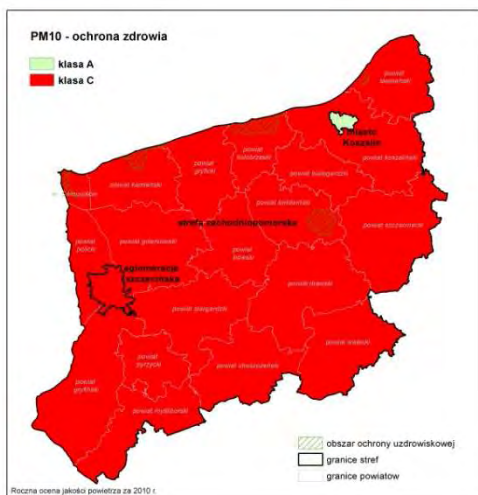 PM10 - ochrona zdrowia
klasa A
klasa C
powiat
miasto
Koszalin
powiat koszaliński
powiat
gryficki
powiat
powiat kamieński
powiat białogardzki
powiat świdwiński
powiat szczecinecki
strefa zachodniopomorska
powiat
policki
powiat goleniowski
powiat
łobeski
aglomeracja
szczecińska
powiat drawski
powiat stargardzki
powiat wałecki
powiat
pyrzycki
powiat choszczeński
powiat
gryfiński
powiat myśliborski
obszar ochrony uzdrowiskowej
granice stref
granice powiatow
Roczna ocena jakości powietrza za 2010 r.